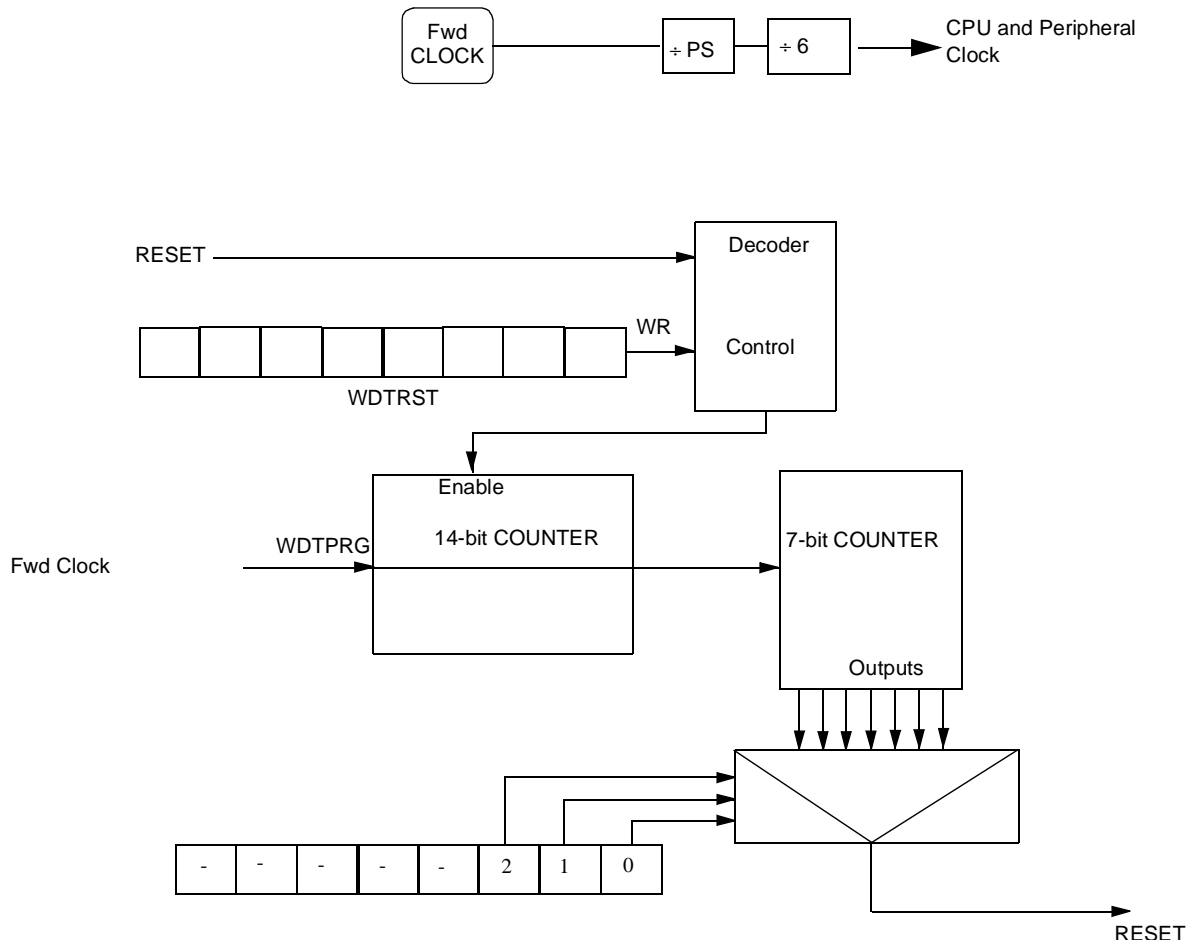 Fwd
CLOCK
÷ PS
÷ 6
CPU and Peripheral
Clock
RESET
Decoder
WR
Control
WDTRST
Enable
WDTPRG
14-bit COUNTER
7-bit COUNTER
Fwd Clock
Outputs
- - - - - 2 1 0
RESET